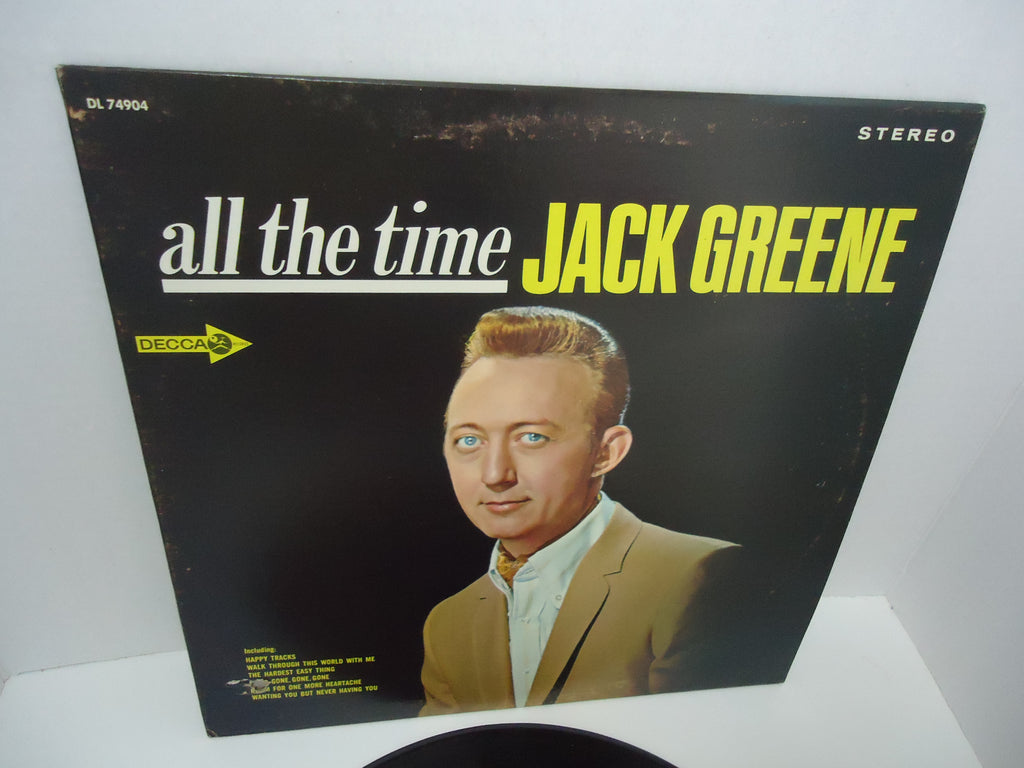 DL 74904
STEREO
all the time JACK GREENE
DECCA
Including:
HAPPY TRACKS
WALK THROUGH THIS WORLD WITH ME
THE HARDEST EASY THING
GONE, GONE, GONE
FOR ONE MORE HEARTACHE
WANTING YOU BUT NEVER HAVING YOU